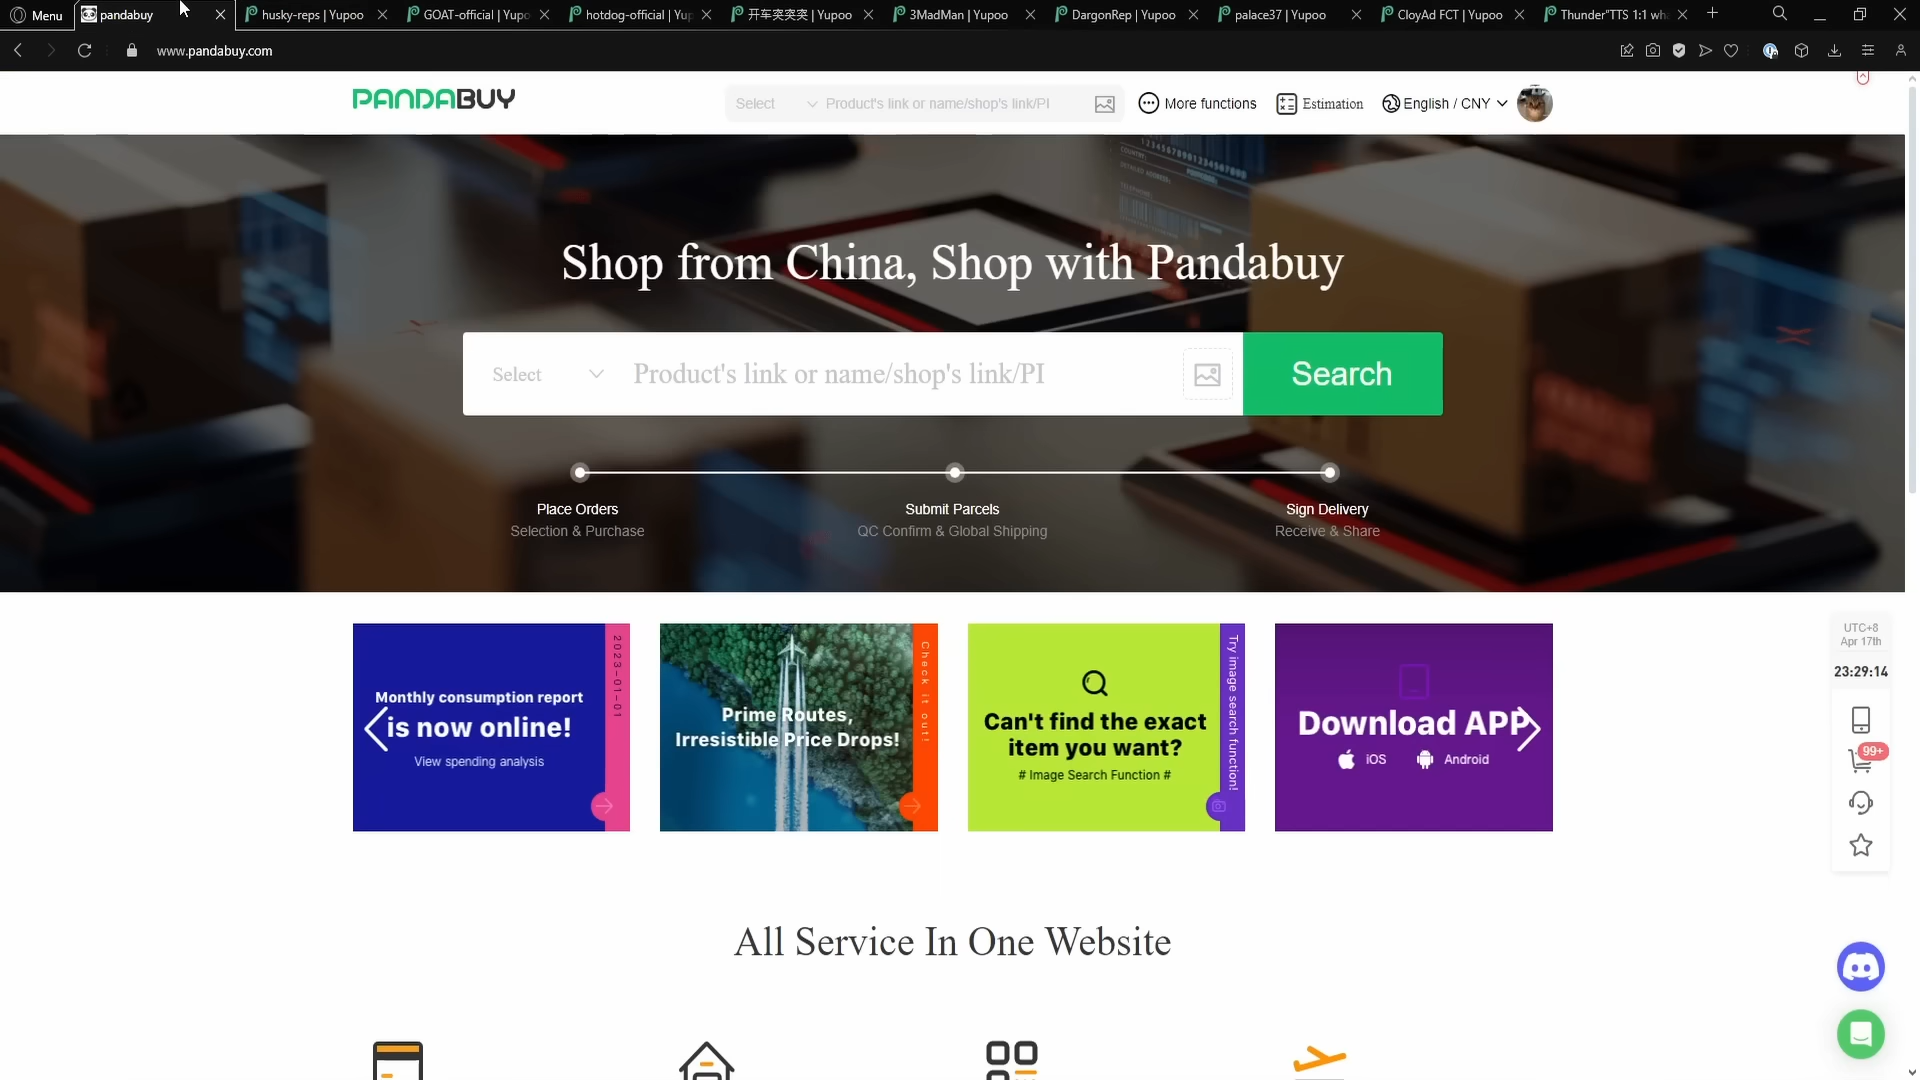 Menu
pandabuy
husky-reps | Yupoo
GOAT-official | Yupo
hotdog-official | Yup
开车突突突 | Yupoo
3MadMan | Yupoo
DargonRep | Yupoo
palace37 | Yupoo
CloyAd FCT | Yupoo
Thunder"TTS 1:1 wh
www.pandabuy.com
PANDABUY
Select
Product's link or name/shop's link/PI
More functions
Estimation
English / CNY
Shop from China, Shop with Pandabuy
Select
Product's link or name/shop's link/PI
Search
Place Orders
Selection & Purchase
Submit Parcels
QC Confirm & Global Shipping
Sign Delivery
Receive & Share
Monthly consumption report
is now online!
View spending analysis
2023-01-01
Prime Routes,
Irresistible Price Drops!
Check it out!
Can't find the exact
item you want?
# Image Search Function #
Try image search function!
Download APP
iOS
Android
UTC+8
Apr 17th
23:29:14
99+
All Service In One Website